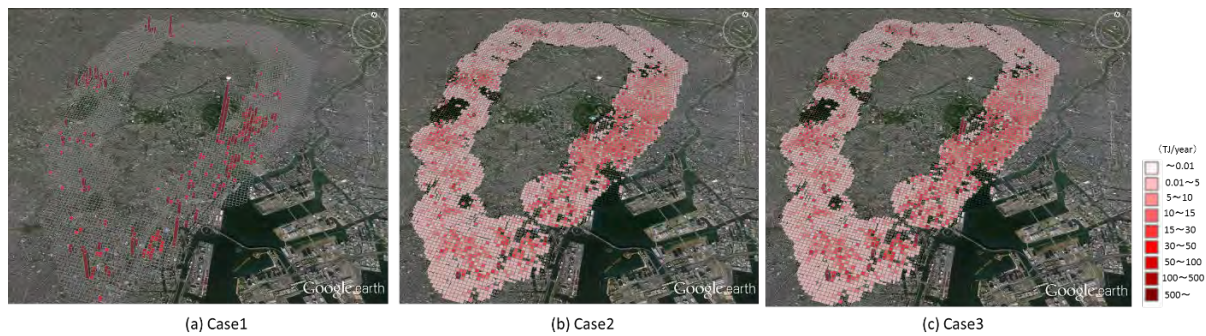 Google earth
Google earth
Google earth
(TJ/year)
～0.01
0.01～5
5～10
10～15
15～30
30～50
50～100
100～500
500～
(a) Case1
(b) Case2
(c) Case3